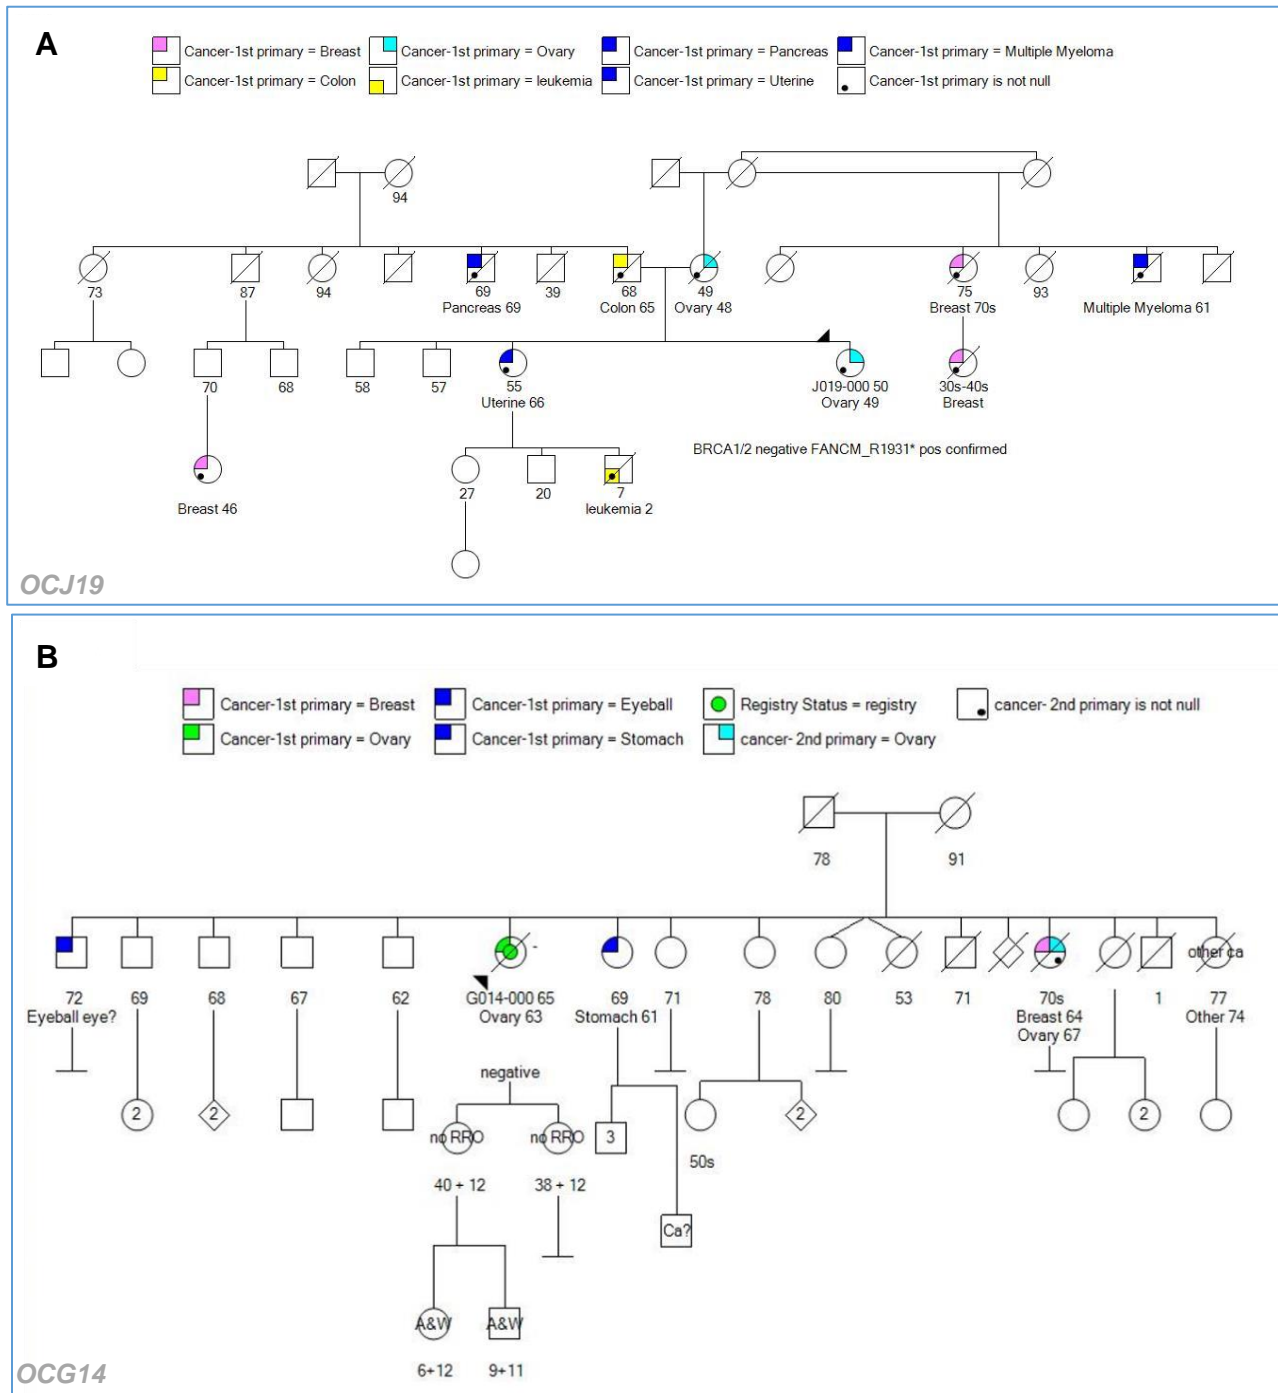 A
Cancer-1st primary = Breast
Cancer-1st primary = Ovary
Cancer-1st primary = Pancreas
Cancer-1st primary = Multiple Myeloma
Cancer-1st primary = Colon
Cancer-1st primary = leukemia
Cancer-1st primary = Uterine
Cancer-1st primary is not null
94
73
87
94
69
Pancreas 69
39
68
Colon 65
49
Ovary 48
75
Breast 70s
93
Multiple Myeloma 61
70
68
58
57
55
Uterine 66
J019-000 50
Ovary 49
30s-40s
Breast
BRCA1/2 negative FANCM_R1931* pos confirmed
Breast 46
27
20
7
leukemia 2
OCJ19
B
Cancer-1st primary = Breast
Cancer-1st primary = Eyeball
Registry Status = registry
cancer- 2nd primary is not null
Cancer-1st primary = Ovary
Cancer-1st primary = Stomach
cancer- 2nd primary = Ovary
78
91
-
other ca
72
Eyeball eye?
69
68
67
62
G014-000 65
Ovary 63
69
Stomach 61
71
78
80
53
71
70s
Breast 64
Ovary 67
1
77
Other 74
negative
2
2
no RRO
no RRO
3
2
2
50s
40 + 12
38 + 12
Ca?
A&W
A&W
6+12
9+11
OCG14